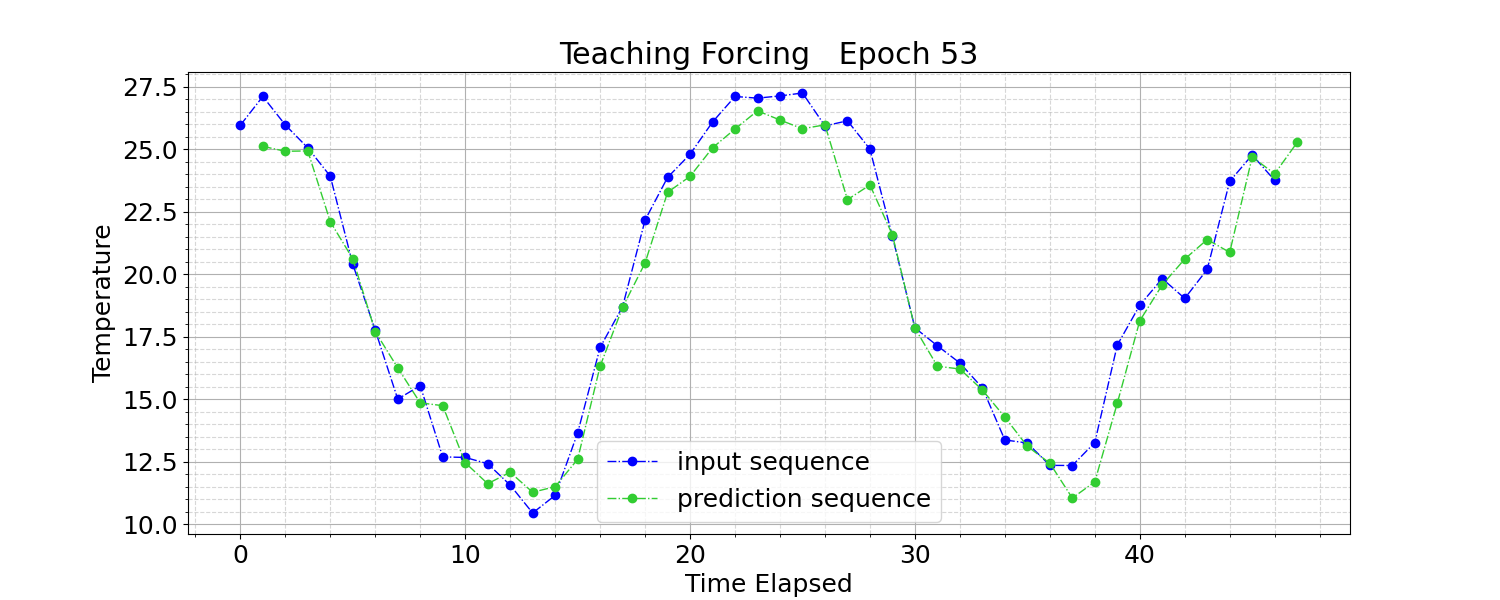 Teaching Forcing   Epoch 53
27.5
25.0
22.5
20.0
17.5
15.0
12.5
10.0
Temperature
input sequence
prediction sequence
0 10 20 30 40
Time Elapsed